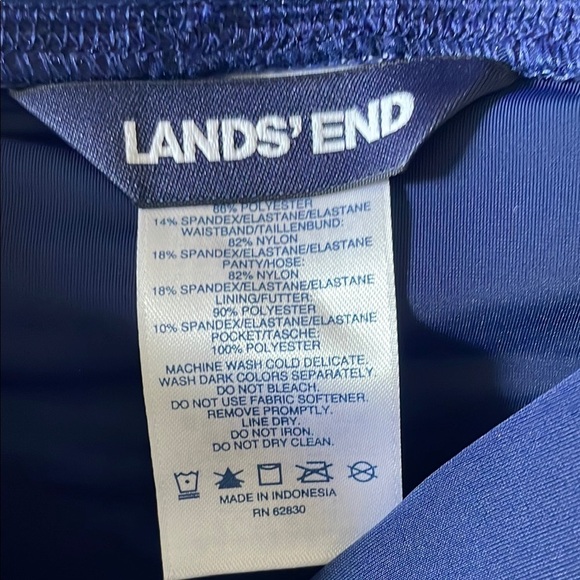 LANDS' END
86% POLYESTER
14% SPANDEX/ELASTANE/ELASTANE
WAISTBAND/TAILLENBUND:
82% NYLON
18% SPANDEX/ELASTANE/ELASTANE
PANTY/HOSE:
82% NYLON
18% SPANDEX/ELASTANE/ELASTANE
LINING/FUTTER:
90% POLYESTER
10% SPANDEX/ELASTANE/ELASTANE
POCKET/TASCHE:
100% POLYESTER
MACHINE WASH COLD DELICATE.
WASH DARK COLORS SEPARATELY.
DO NOT BLEACH.
DO NOT USE FABRIC SOFTENER.
REMOVE PROMPTLY.
LINE DRY.
DO NOT IRON.
DO NOT DRY CLEAN.
MADE IN INDONESIA
RN 62830